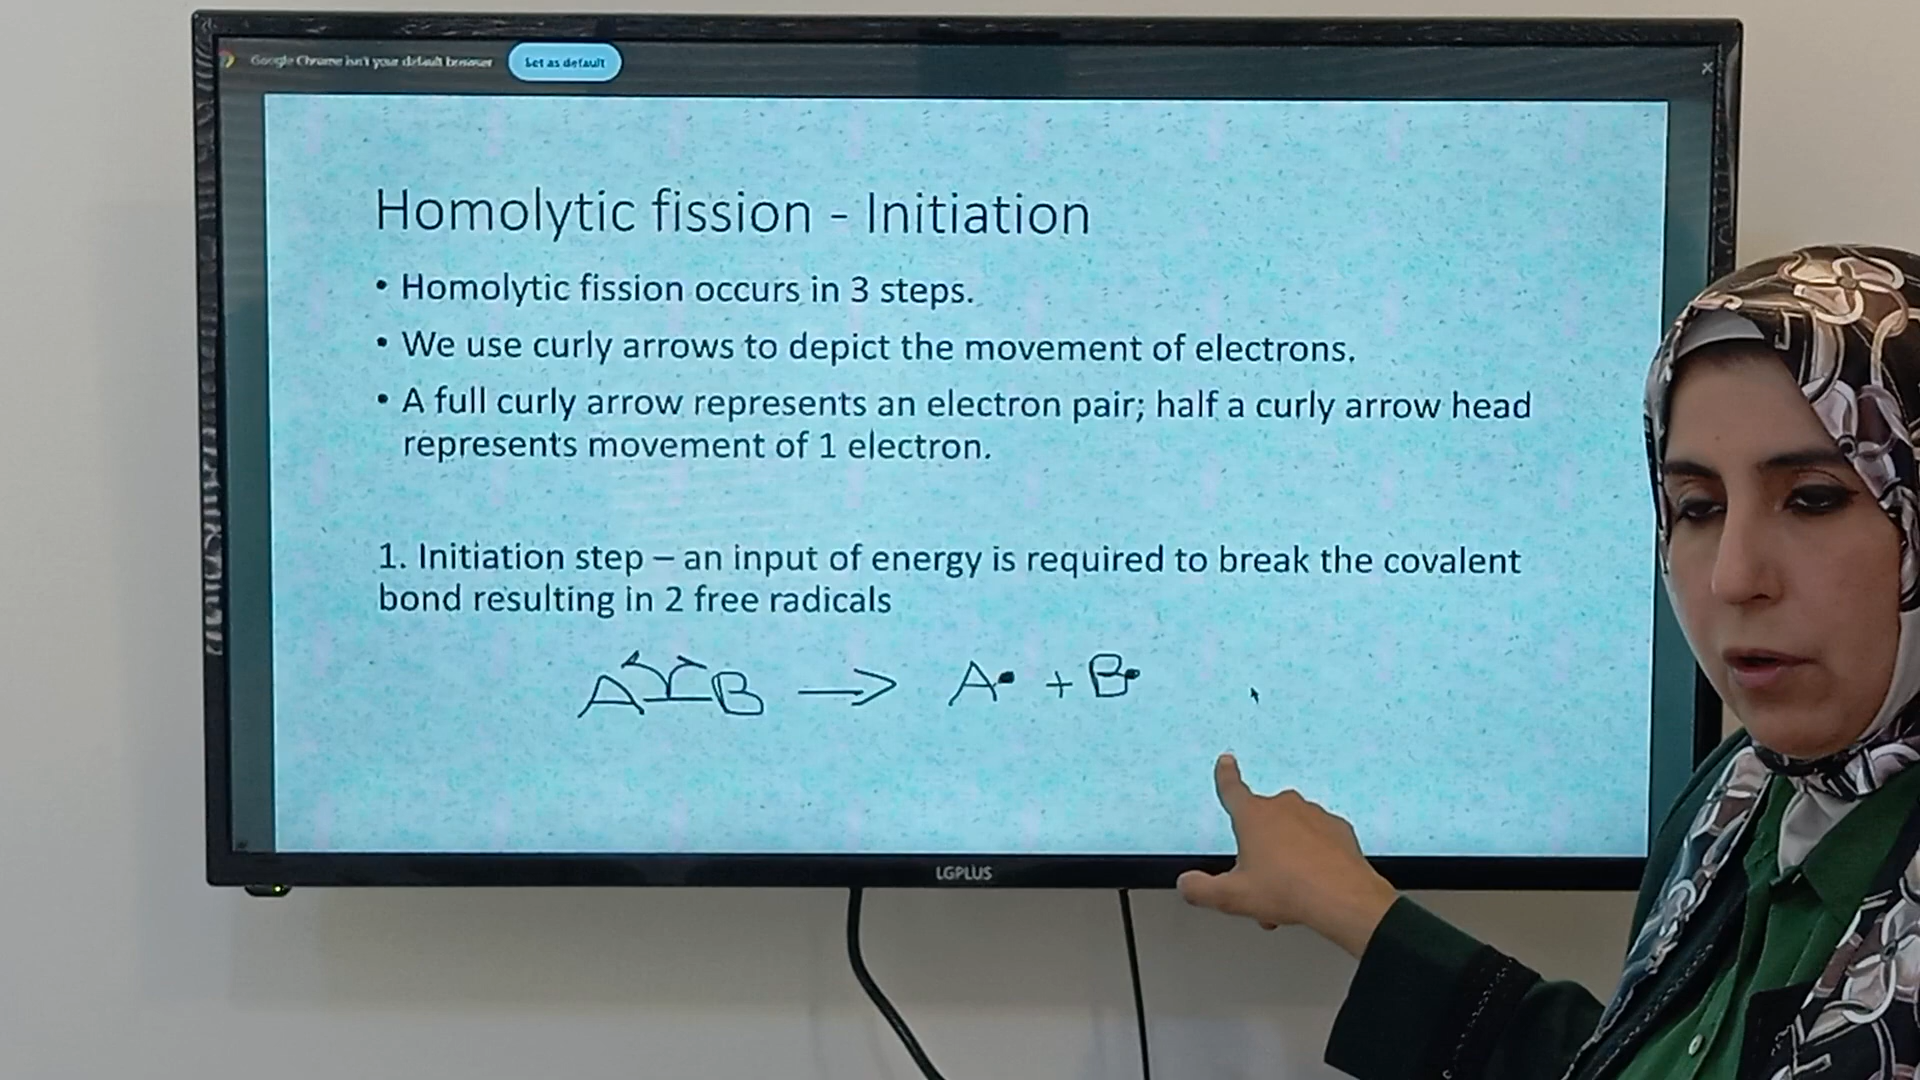 Google Chrome isn't your default browser Set as default
Homolytic fission - Initiation
• Homolytic fission occurs in 3 steps.
• We use curly arrows to depict the movement of electrons.
• A full curly arrow represents an electron pair; half a curly arrow head
represents movement of 1 electron.
1. Initiation step – an input of energy is required to break the covalent
bond resulting in 2 free radicals
A—B → A• + B•
LGPLUS